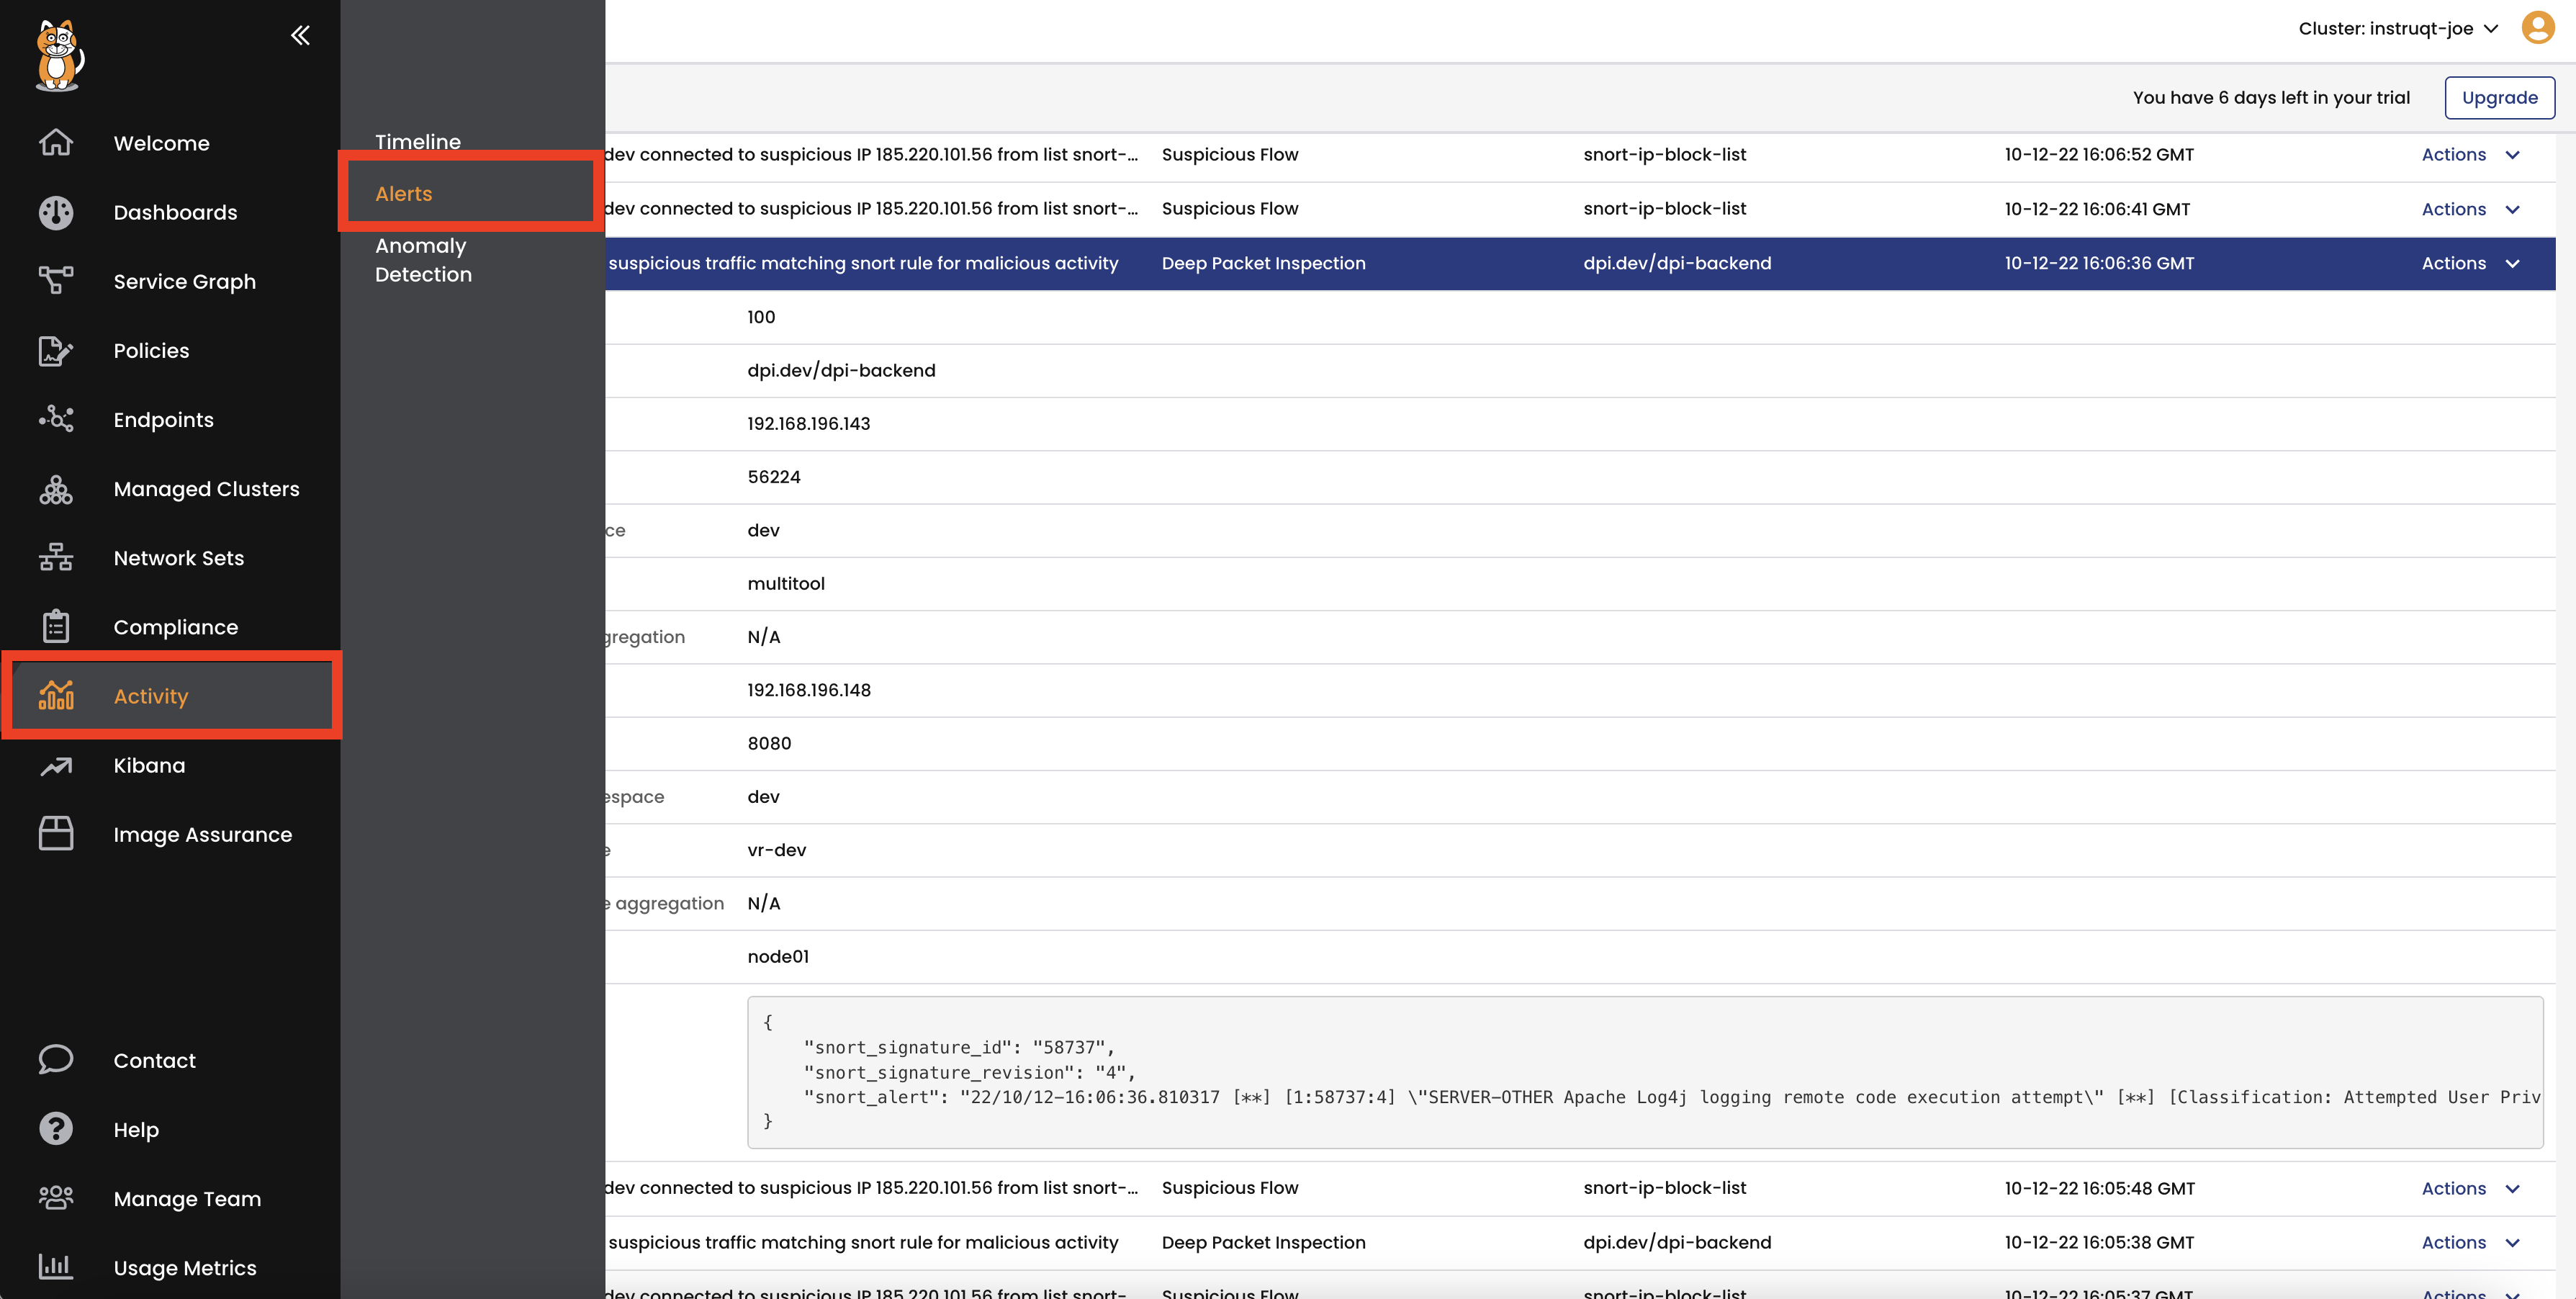 Cluster: instruqt-joe
You have 6 days left in your trial
Upgrade
Welcome
Dashboards
Service Graph
Policies
Endpoints
Managed Clusters
Network Sets
Compliance
Activity
Kibana
Image Assurance
Contact
Help
Manage Team
Usage Metrics
Timeline
Alerts
Anomaly
Detection
dev connected to suspicious IP 185.220.101.56 from list snort-... Suspicious Flow snort-ip-block-list 10-12-22 16:06:52 GMT Actions
dev connected to suspicious IP 185.220.101.56 from list snort-... Suspicious Flow snort-ip-block-list 10-12-22 16:06:41 GMT Actions
suspicious traffic matching snort rule for malicious activity Deep Packet Inspection dpi.dev/dpi-backend 10-12-22 16:06:36 GMT Actions
100
dpi.dev/dpi-backend
192.168.196.143
56224
ce dev
multitool
gregation N/A
192.168.196.148
8080
espace dev
e vr-dev
e aggregation N/A
node01
{
"snort_signature_id": "58737",
"snort_signature_revision": "4",
"snort_alert": "22/10/12-16:06:36.810317 [**] [1:58737:4] \"SERVER-OTHER Apache Log4j logging remote code execution attempt\" [**] [Classification: Attempted User Priv
}
dev connected to suspicious IP 185.220.101.56 from list snort-... Suspicious Flow snort-ip-block-list 10-12-22 16:05:48 GMT Actions
suspicious traffic matching snort rule for malicious activity Deep Packet Inspection dpi.dev/dpi-backend 10-12-22 16:05:38 GMT Actions
dev connected to suspicious IP 185.220.101.56 from list snort-... Suspicious Flow snort-ip-block-list 10-12-22 16:05:37 GMT Actions